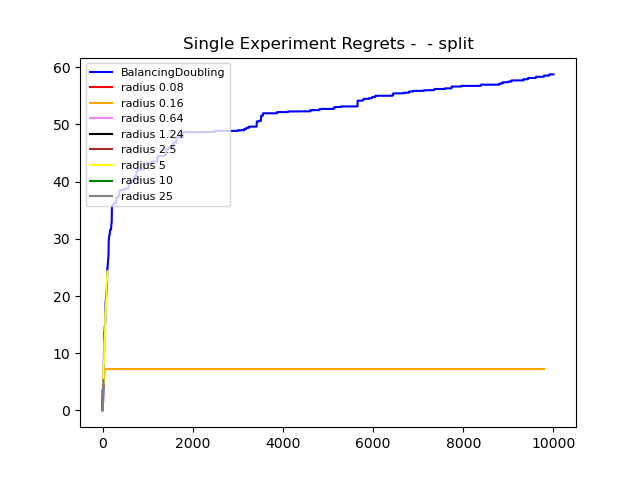 Single Experiment Regrets -  - split
60
50
40
30
20
10
0
BalancingDoubling
radius 0.08
radius 0.16
radius 0.64
radius 1.24
radius 2.5
radius 5
radius 10
radius 25
0 2000 4000 6000 8000 10000